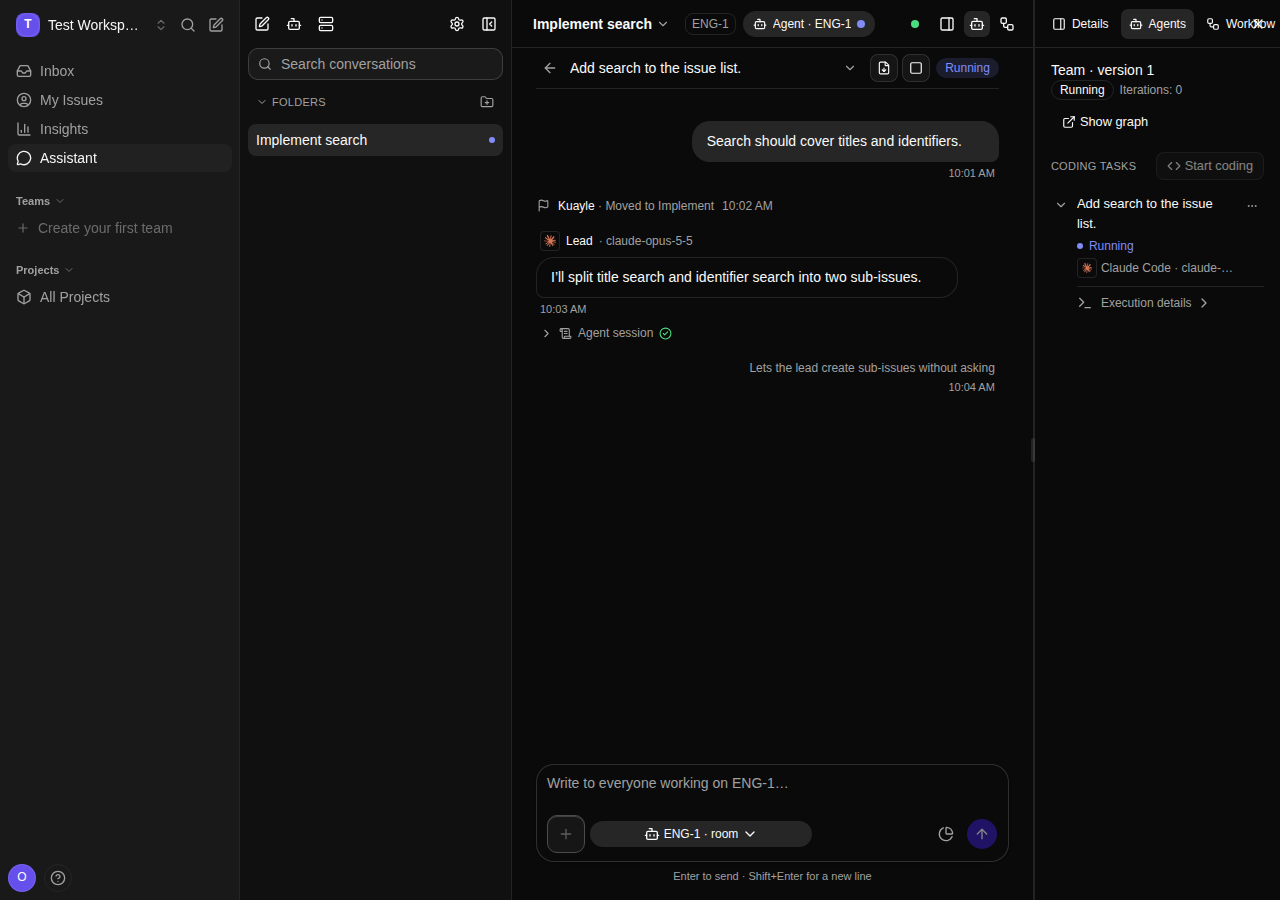 T
Test Worksp…
Inbox
My Issues
Insights
Assistant
Teams
Create your first team
Projects
All Projects
O
Search conversations
FOLDERS
Implement search
Implement search
ENG-1
Agent · ENG-1
Add search to the issue list.
Running
Search should cover titles and identifiers.
10:01 AM
Kuayle · Moved to Implement 10:02 AM
Lead · claude-opus-5-5
I'll split title search and identifier search into two sub-issues.
10:03 AM
Agent session
Lets the lead create sub-issues without asking
10:04 AM
Write to everyone working on ENG-1…
ENG-1 · room
Enter to send · Shift+Enter for a new line
Details
Agents
Workflow
Team · version 1
Running
Iterations: 0
Show graph
CODING TASKS
Start coding
Add search to the issue
list.
Running
Claude Code · claude-…
Execution details